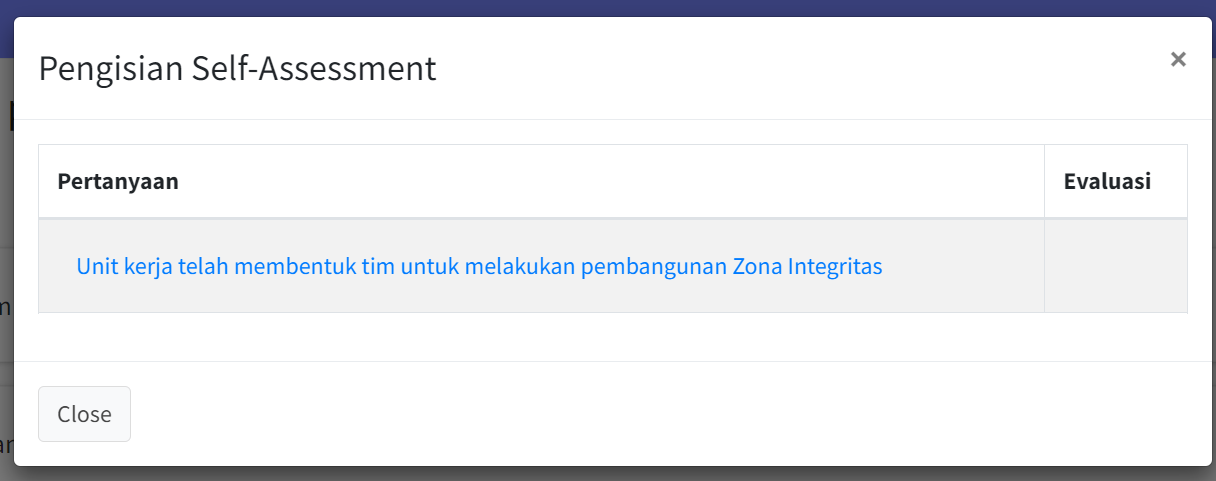 Pengisian Self-Assessment
×
Pertanyaan
Evaluasi
Unit kerja telah membentuk tim untuk melakukan pembangunan Zona Integritas
Close